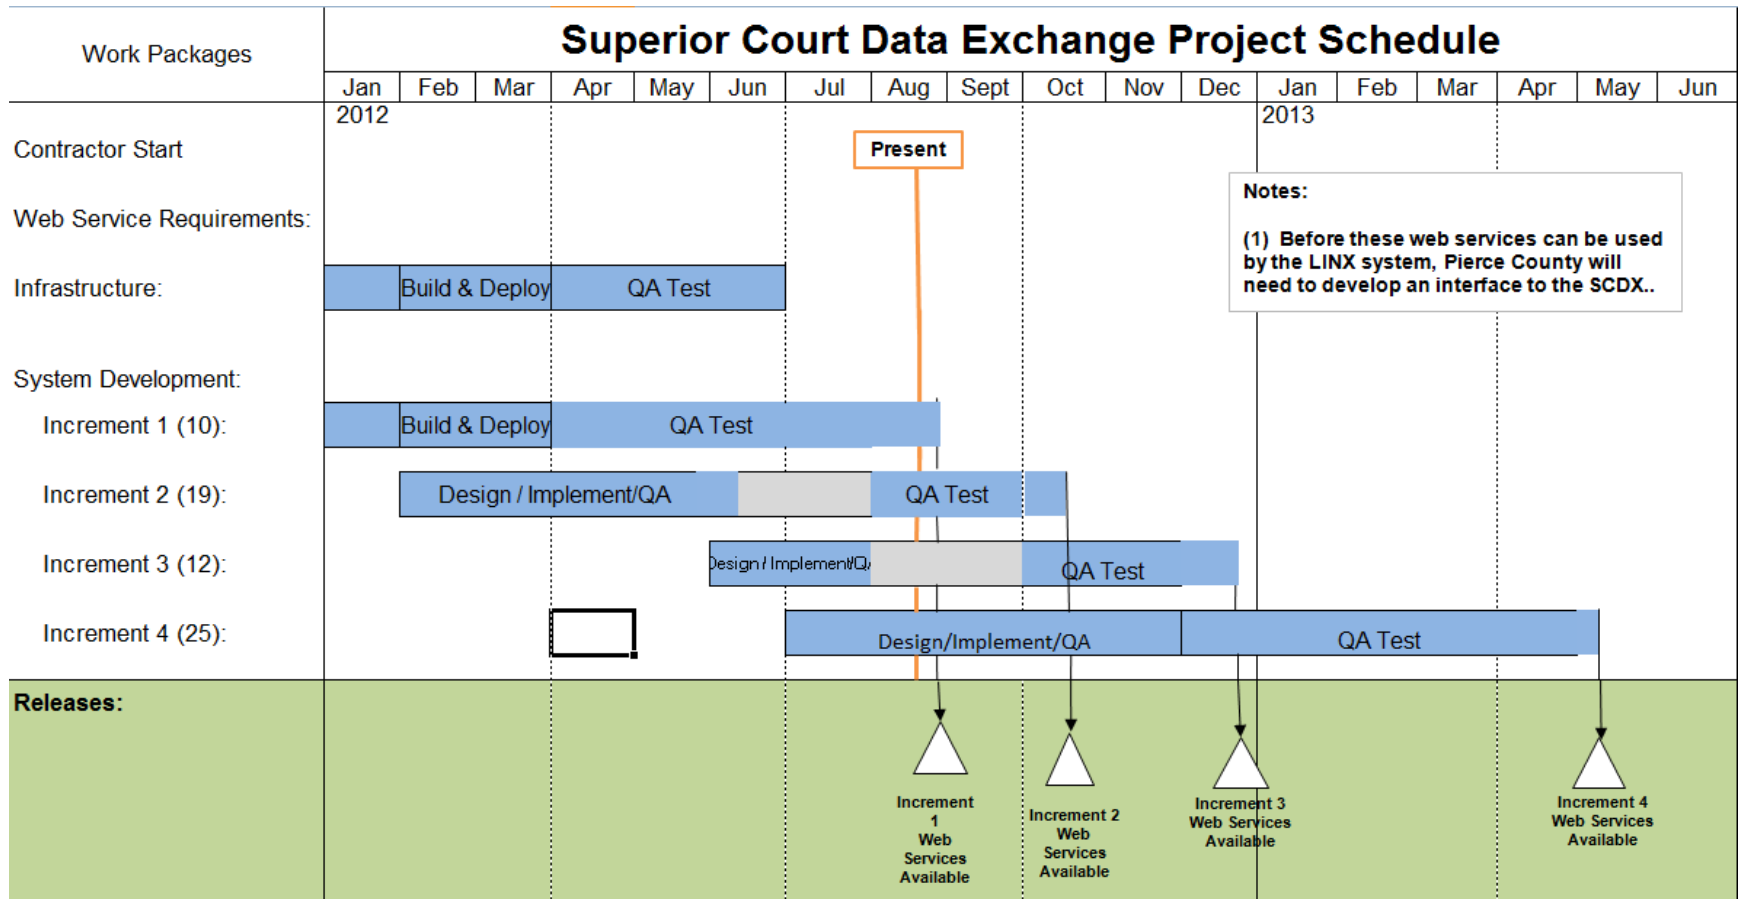 Work Packages
Superior Court Data Exchange Project Schedule
Jan Feb Mar Apr May Jun Jul Aug Sept Oct Nov Dec Jan Feb Mar Apr May Jun
2012 2013
Contractor Start
Present
Web Service Requirements:
Notes:
(1) Before these web services can be used
by the LINX system, Pierce County will
need to develop an interface to the SCDX..
Infrastructure: Build & Deploy QA Test
System Development:
Increment 1 (10): Build & Deploy QA Test
Increment 2 (19): Design / Implement/QA QA Test
Increment 3 (12): Design / Implement/QA QA Test
Increment 4 (25): Design/Implement/QA QA Test
Releases:
Increment
1
Web
Services
Available
Increment 2
Web
Services
Available
Increment 3
Web Services
Available
Increment 4
Web Services
Available